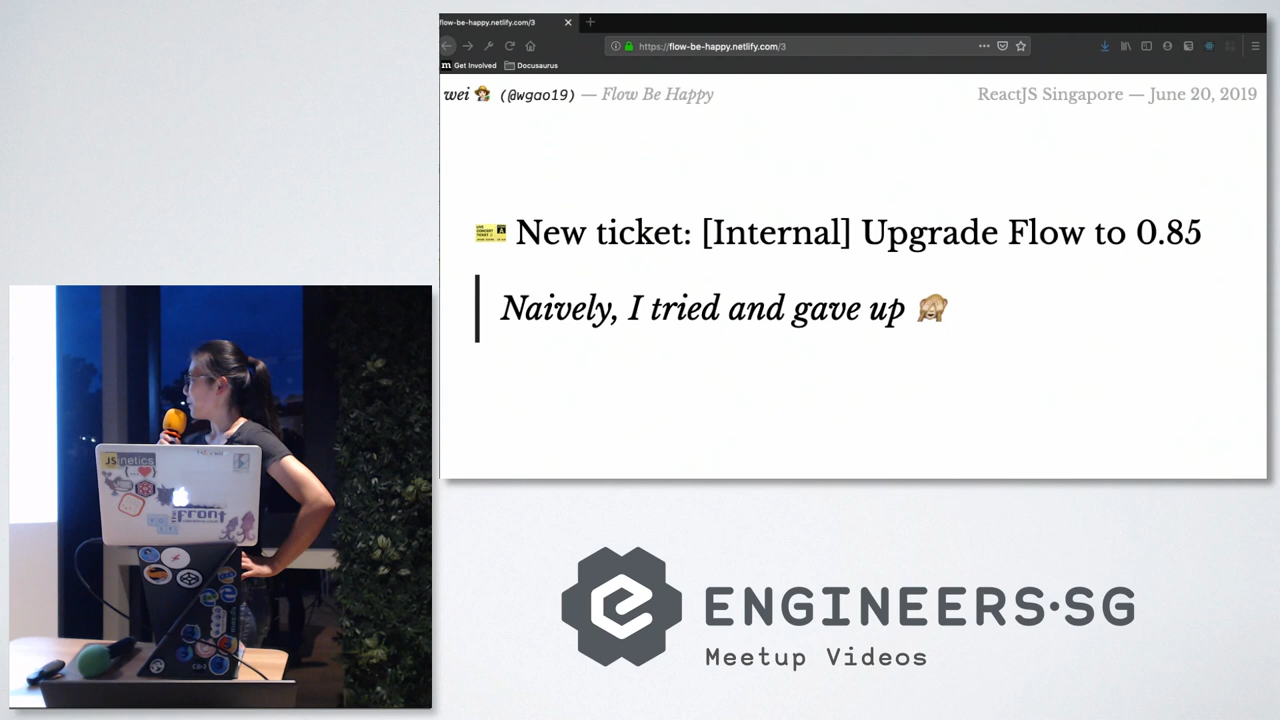 flow-be-happy.netlify.com/3
https://flow-be-happy.netlify.com/3
m Get Involved Docusaurus
wei (@wgao19) — Flow Be Happy
ReactJS Singapore — June 20, 2019
New ticket: [Internal] Upgrade Flow to 0.85
Naively, I tried and gave up
JSnetics
front
ENGINEERS·SG
Meetup Videos